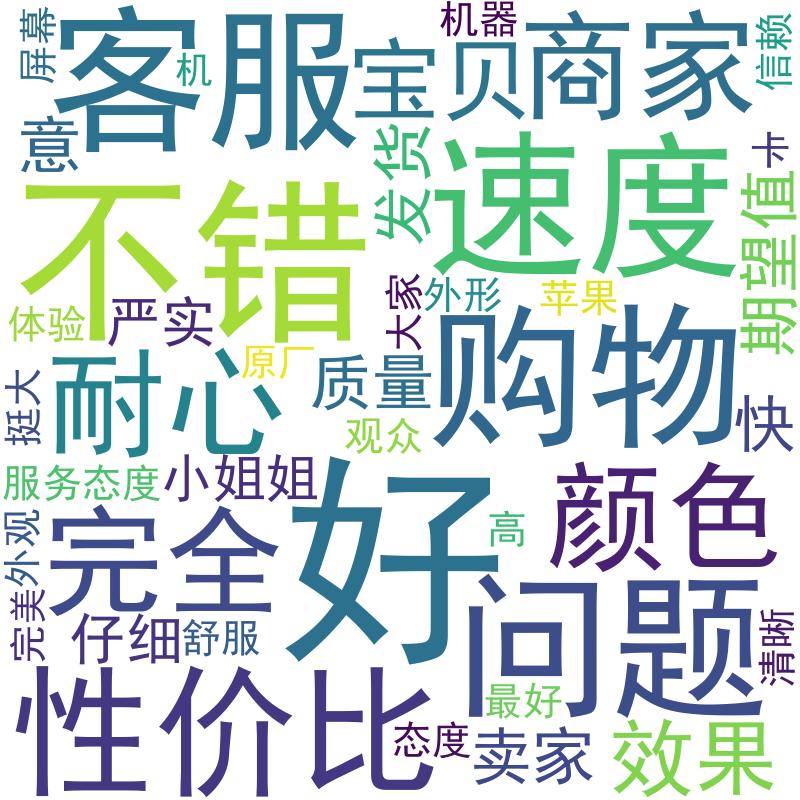 屏幕
客服
机
宝贝
机器
商家
信赖
想
发货
速度
卡
期望值
不错
体验
严实
大家
外形
苹果
原厂
耐心
质量
购物
挺大
观众
快
服务态度
小姐姐
好
颜色
外观
完全
高
问题
完美
仔细
舒服
清晰
性价比
最好
态度
卖家
效果